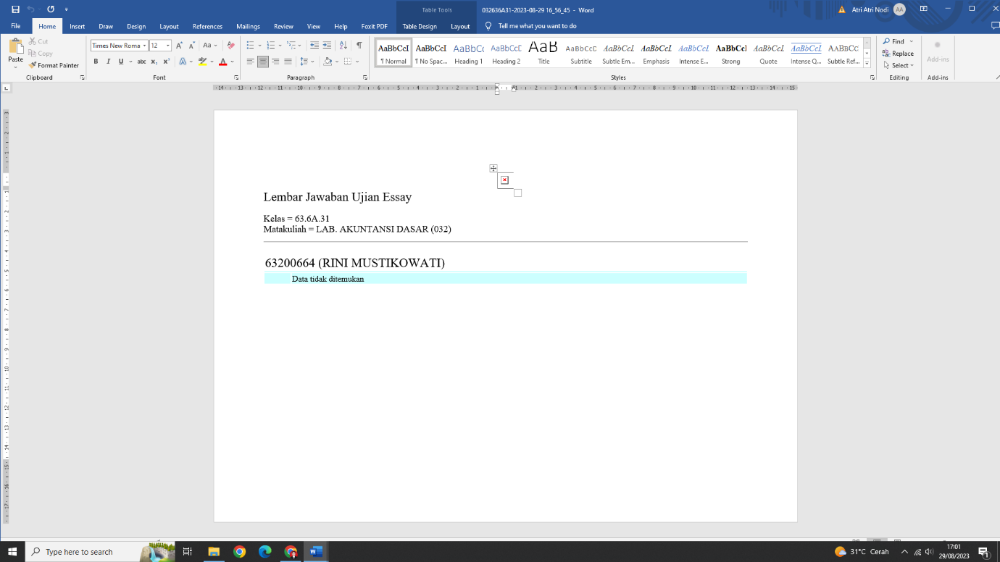 Table Tools
032636A31-2023-08-29 16_56_45 - Word
Atri Atri Nodi
AA
File Home Insert Draw Design Layout References Mailings Review View Help Foxit PDF Table Design Layout Tell me what you want to do
Paste
Cut
Copy
Format Painter
Clipboard
Times New Roma 12
Font
Paragraph
AaBbCcI AaBbCcI AaBbCc AaBbCcD AaB AaBbCcD AaBbCcI AaBbCcI AaBbCcI AaBbCcI AaBbCcI AaBbCcI AABBCC
¶ Normal ¶ No Spac... Heading 1 Heading 2 Title Subtitle Subtle Em... Emphasis Intense E... Strong Quote Intense Q... Subtle Ref...
Styles
Find
Replace
Select
Editing
Add-ins
Add-ins
Lembar Jawaban Ujian Essay
Kelas = 63.6A.31
Matakuliah = LAB. AKUNTANSI DASAR (032)
63200664 (RINI MUSTIKOWATI)
Data tidak ditemukan
Type here to search
31°C Cerah
17:01
29/08/2023